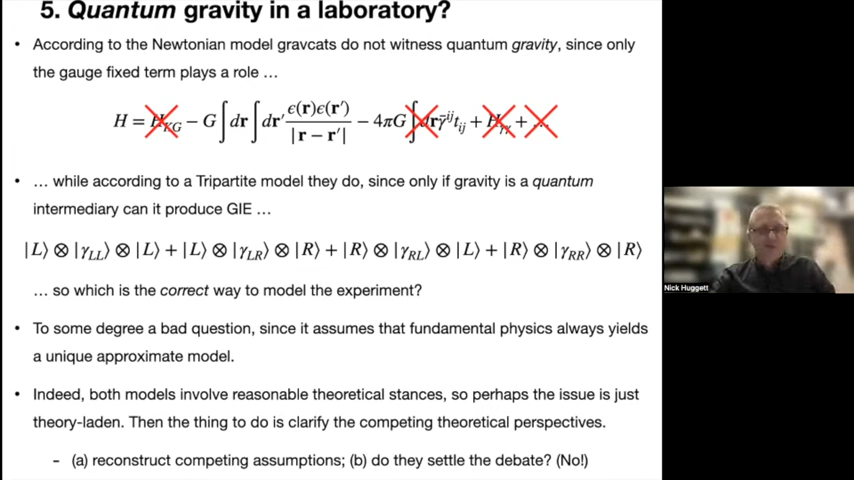 5. Quantum gravity in a laboratory?
• According to the Newtonian model gravcats do not witness quantum gravity, since only
the gauge fixed term plays a role …
H = H_KG − G ∫ dr ∫ dr′ ϵ(r)ϵ(r′) / |r − r′| − 4πG ∫ dr γ̄^ij t_ij + H_γγ + …
• … while according to a Tripartite model they do, since only if gravity is a quantum
intermediary can it produce GIE …
|L⟩ ⊗ |γ_LL⟩ ⊗ |L⟩ + |L⟩ ⊗ |γ_LR⟩ ⊗ |R⟩ + |R⟩ ⊗ |γ_RL⟩ ⊗ |L⟩ + |R⟩ ⊗ |γ_RR⟩ ⊗ |R⟩
… so which is the correct way to model the experiment?
• To some degree a bad question, since it assumes that fundamental physics always yields
a unique approximate model.
• Indeed, both models involve reasonable theoretical stances, so perhaps the issue is just
theory-laden. Then the thing to do is clarify the competing theoretical perspectives.
- (a) reconstruct competing assumptions; (b) do they settle the debate? (No!)
Nick Huggett